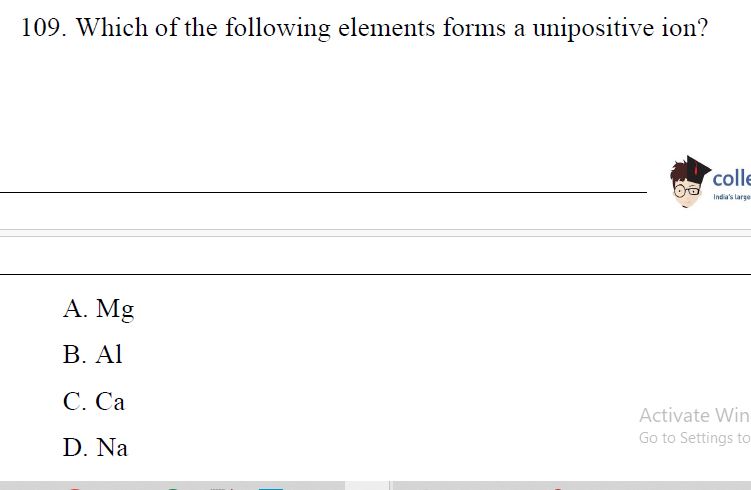 109. Which of the following elements forms a unipositive ion?
colle
India's large
A. Mg
B. Al
C. Ca
D. Na
Activate Win
Go to Settings to